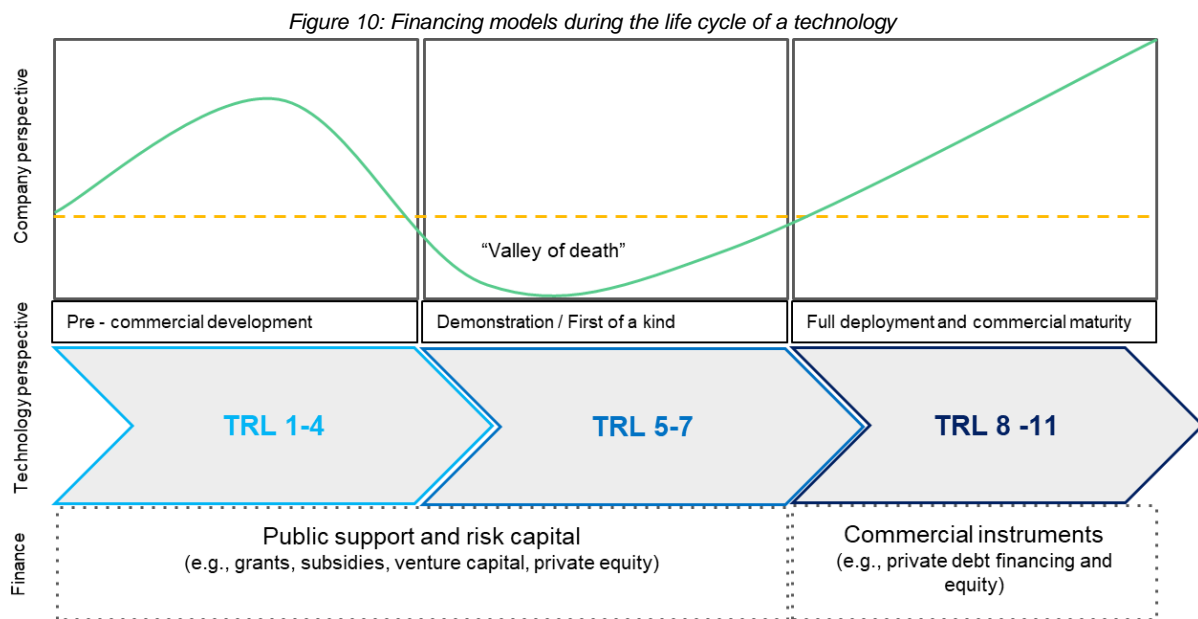 Figure 10: Financing models during the life cycle of a technology
Company perspective
“Valley of death”
Pre - commercial development
Demonstration / First of a kind
Full deployment and commercial maturity
Technology perspective
TRL 1-4
TRL 5-7
TRL 8 -11
Finance
Public support and risk capital
(e.g., grants, subsidies, venture capital, private equity)
Commercial instruments
(e.g., private debt financing and
equity)